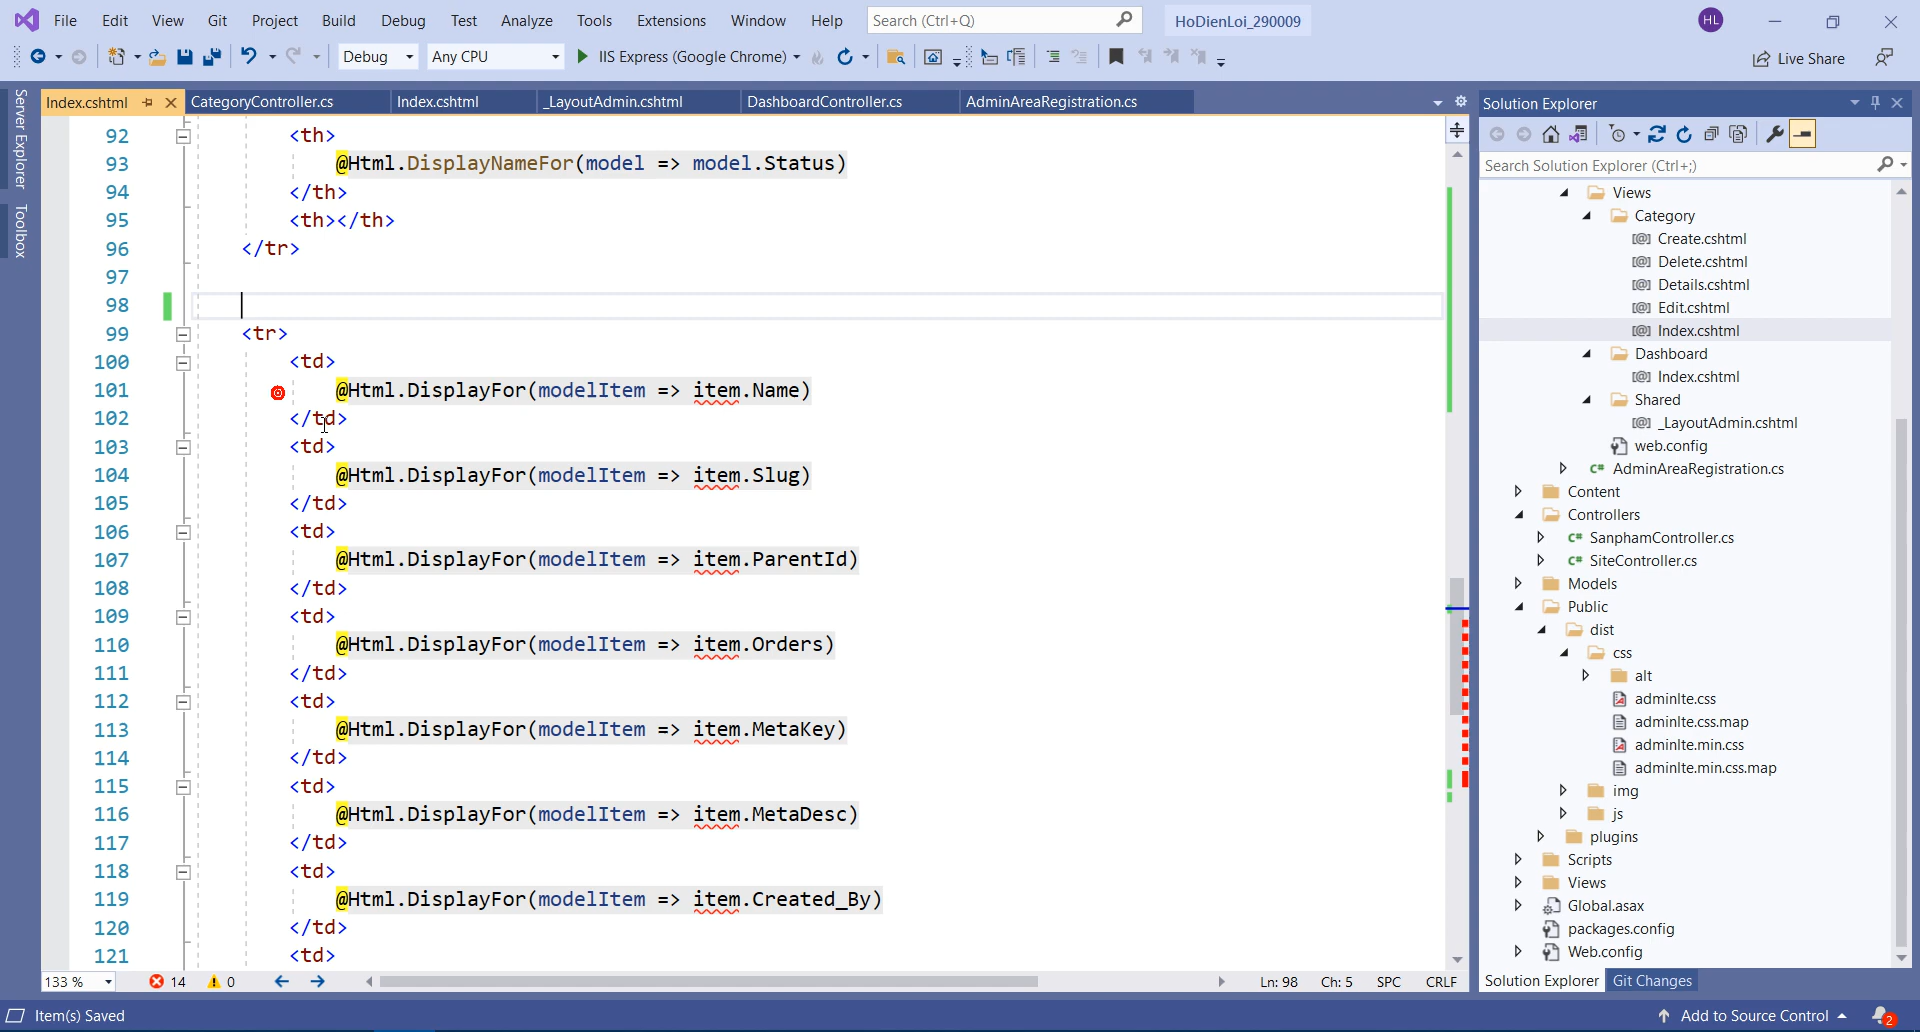 File Edit View Git Project Build Debug Test Analyze Tools Extensions Window Help Search (Ctrl+Q) HoDienLoi_290009 HL
Debug Any CPU IIS Express (Google Chrome) Live Share
Server Explorer
Toolbox
Index.cshtml CategoryController.cs Index.cshtml _LayoutAdmin.cshtml DashboardController.cs AdminAreaRegistration.cs
92 <th>
93 @Html.DisplayNameFor(model => model.Status)
94 </th>
95 <th></th>
96 </tr>
97
98
99 <tr>
100 <td>
101 @Html.DisplayFor(modelItem => item.Name)
102 </td>
103 <td>
104 @Html.DisplayFor(modelItem => item.Slug)
105 </td>
106 <td>
107 @Html.DisplayFor(modelItem => item.ParentId)
108 </td>
109 <td>
110 @Html.DisplayFor(modelItem => item.Orders)
111 </td>
112 <td>
113 @Html.DisplayFor(modelItem => item.MetaKey)
114 </td>
115 <td>
116 @Html.DisplayFor(modelItem => item.MetaDesc)
117 </td>
118 <td>
119 @Html.DisplayFor(modelItem => item.Created_By)
120 </td>
121 <td>
133 % 14 0 Ln: 98 Ch: 5 SPC CRLF
Solution Explorer
Search Solution Explorer (Ctrl+;)
Views
Category
Create.cshtml
Delete.cshtml
Details.cshtml
Edit.cshtml
Index.cshtml
Dashboard
Index.cshtml
Shared
_LayoutAdmin.cshtml
web.config
C# AdminAreaRegistration.cs
Content
Controllers
C# SanphamController.cs
C# SiteController.cs
Models
Public
dist
css
alt
adminlte.css
adminlte.css.map
adminlte.min.css
adminlte.min.css.map
img
js
plugins
Scripts
Views
Global.asax
packages.config
Web.config
Solution Explorer Git Changes
Item(s) Saved Add to Source Control 2